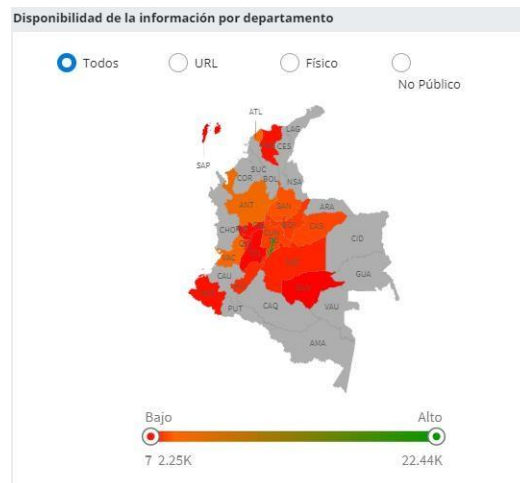 Disponibilidad de la información por departamento
Todos
URL
Físico
No Público
ATL
LAG
CES
SAP
SUC
COR
BOL
NSA
ANT
SAN
ARA
CHO
CAS
CID
VAC
CAU
GUA
PUT
CAQ
VAU
AMA
Bajo
Alto
7 2.25K
22.44K